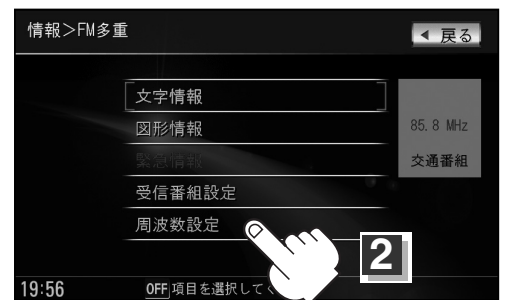 情報＞FM多重
◀ 戻る
文字情報
図形情報
85.8 MHz
緊急情報
交通番組
受信番組設定
周波数設定
2
19:56
OFF 項目を選択してく